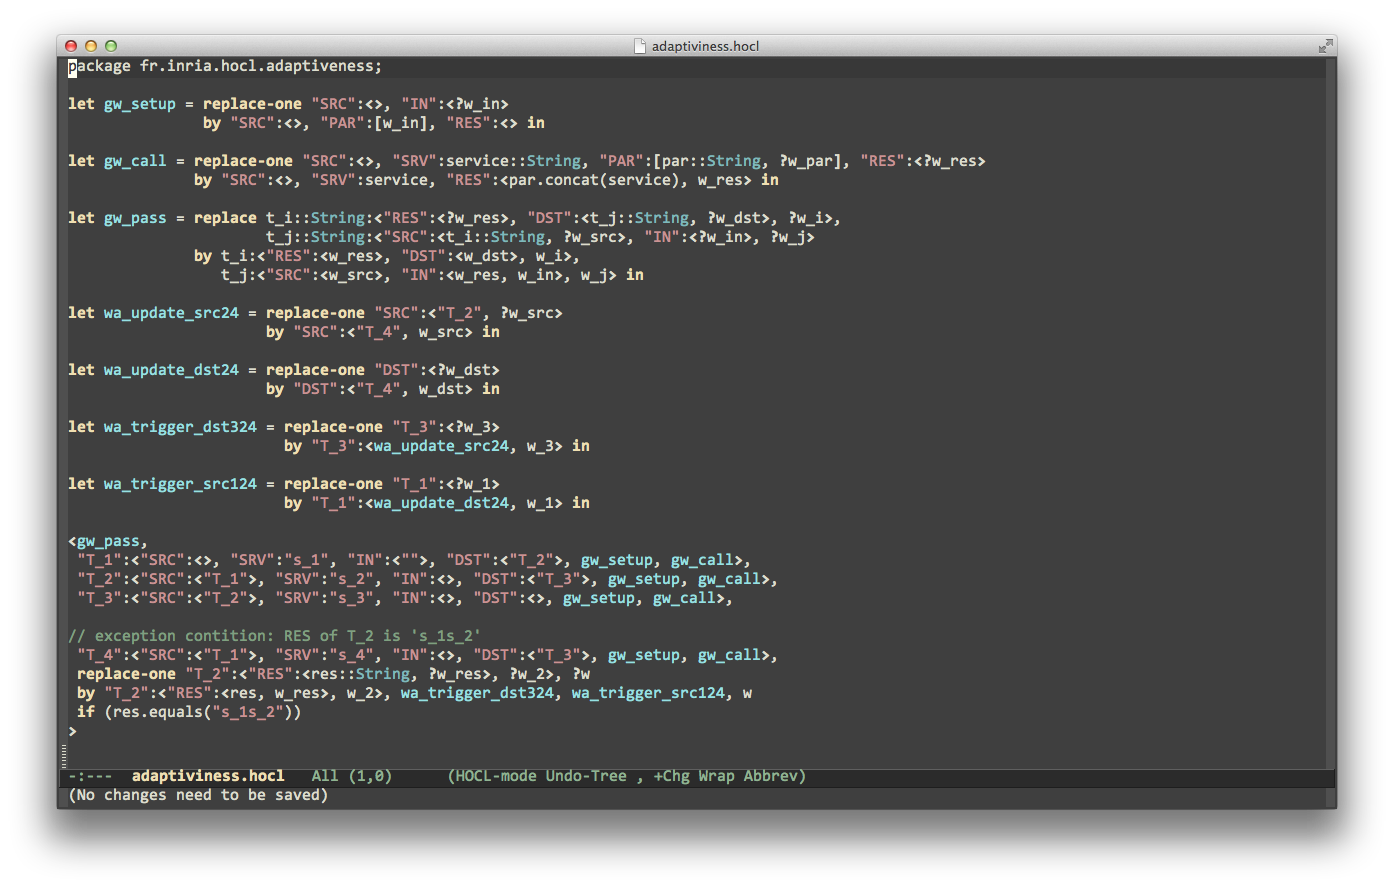 adaptiviness.hocl
package fr.inria.hocl.adaptiveness;
let gw_setup = replace-one "SRC":<>, "IN":<?w_in>
by "SRC":<>, "PAR":[w_in], "RES":<> in
let gw_call = replace-one "SRC":<>, "SRV":service::String, "PAR":[par::String, ?w_par], "RES":<?w_res>
by "SRC":<>, "SRV":service, "RES":<par.concat(service), w_res> in
let gw_pass = replace t_i::String:<"RES":<?w_res>, "DST":<t_j::String, ?w_dst>, ?w_i>,
t_j::String:<"SRC":<t_i::String, ?w_src>, "IN":<?w_in>, ?w_j>
by t_i:<"RES":<w_res>, "DST":<w_dst>, w_i>,
t_j:<"SRC":<w_src>, "IN":<w_res, w_in>, w_j> in
let wa_update_src24 = replace-one "SRC":<"T_2", ?w_src>
by "SRC":<"T_4", w_src> in
let wa_update_dst24 = replace-one "DST":<?w_dst>
by "DST":<"T_4", w_dst> in
let wa_trigger_dst324 = replace-one "T_3":<?w_3>
by "T_3":<wa_update_src24, w_3> in
let wa_trigger_src124 = replace-one "T_1":<?w_1>
by "T_1":<wa_update_dst24, w_1> in
<gw_pass,
"T_1":<"SRC":<>, "SRV":"s_1", "IN":<"">, "DST":<"T_2">, gw_setup, gw_call>,
"T_2":<"SRC":<"T_1">, "SRV":"s_2", "IN":<>, "DST":<"T_3">, gw_setup, gw_call>,
"T_3":<"SRC":<"T_2">, "SRV":"s_3", "IN":<>, "DST":<>, gw_setup, gw_call>,
// exception contition: RES of T_2 is 's_1s_2'
"T_4":<"SRC":<"T_1">, "SRV":"s_4", "IN":<>, "DST":<"T_3">, gw_setup, gw_call>,
replace-one "T_2":<"RES":<res::String, ?w_res>, ?w_2>, ?w
by "T_2":<"RES":<res, w_res>, w_2>, wa_trigger_dst324, wa_trigger_src124, w
if (res.equals("s_1s_2"))
>
-:--- adaptiviness.hocl All (1,0) (HOCL-mode Undo-Tree , +Chg Wrap Abbrev)
(No changes need to be saved)